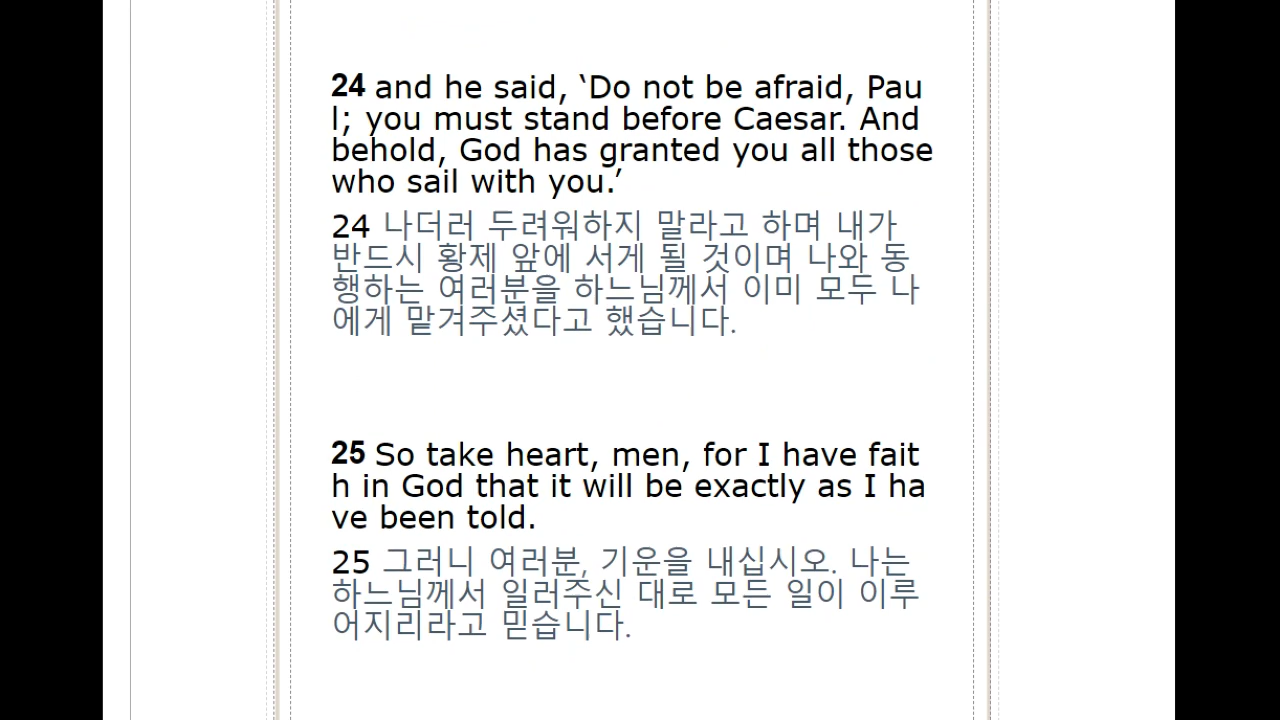 24 and he said, ‘Do not be afraid, Pau
l; you must stand before Caesar. And
behold, God has granted you all those
who sail with you.’
24 나더러 두려워하지 말라고 하며 내가
반드시 황제 앞에 서게 될 것이며 나와 동
행하는 여러분을 하느님께서 이미 모두 나
에게 맡겨주셨다고 했습니다.
25 So take heart, men, for I have fait
h in God that it will be exactly as I ha
ve been told.
25 그러니 여러분, 기운을 내십시오. 나는
하느님께서 일러주신 대로 모든 일이 이루
어지리라고 믿습니다.